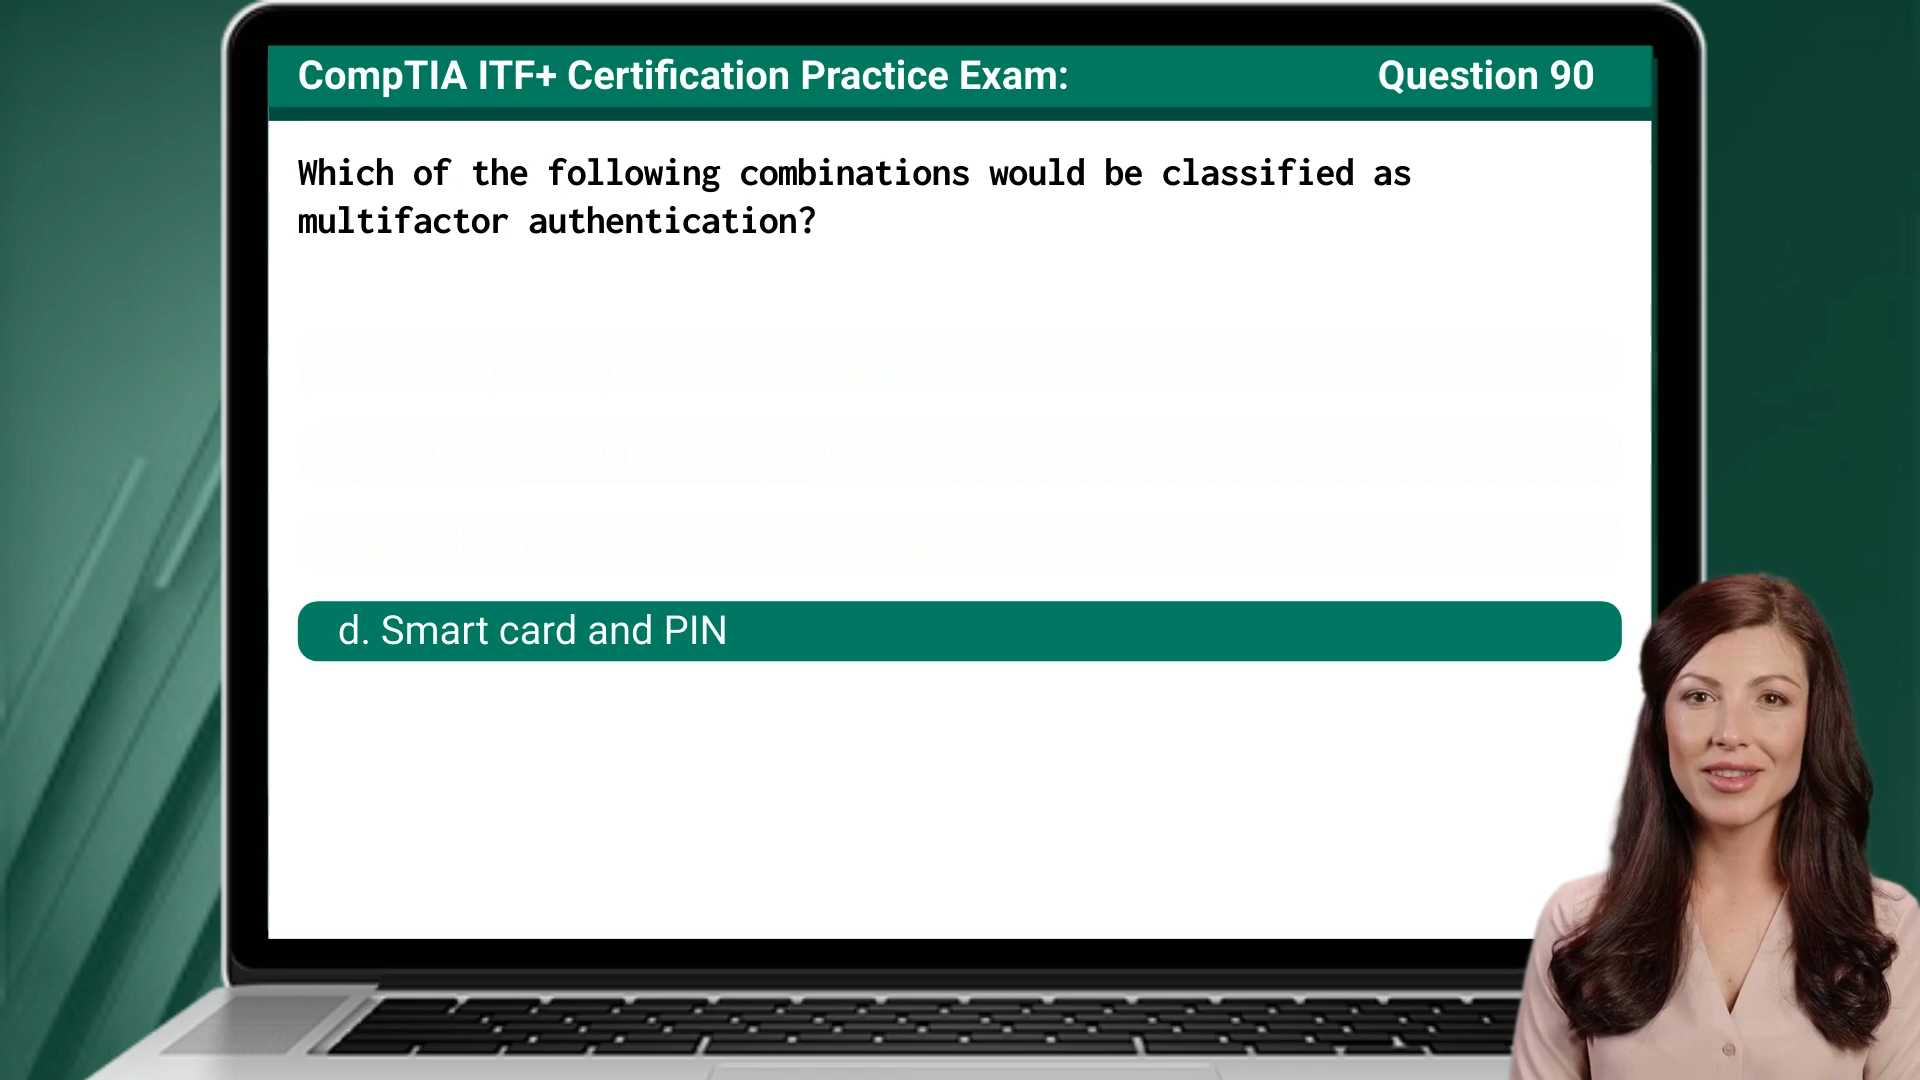 CompTIA ITF+ Certification Practice Exam:
Question 90
Which of the following combinations would be classified as
multifactor authentication?
d. Smart card and PIN